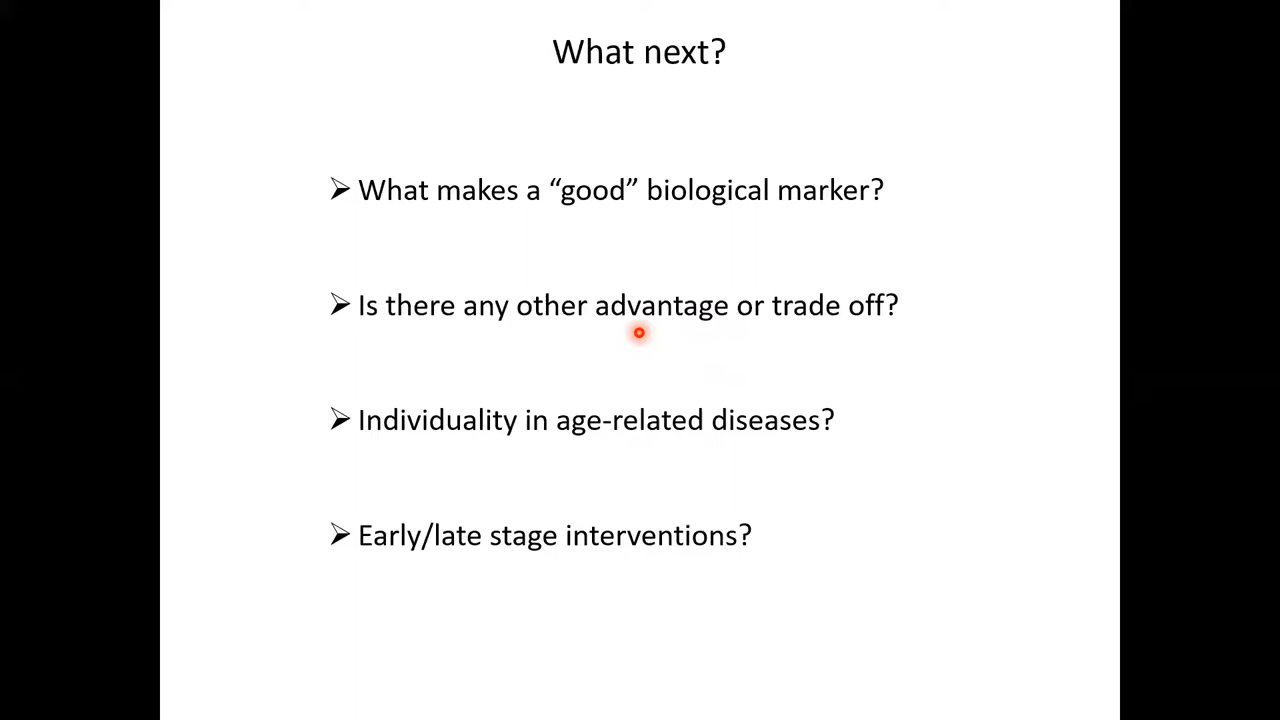 What next?
➢ What makes a “good” biological marker?
➢ Is there any other advantage or trade off?
➢ Individuality in age-related diseases?
➢ Early/late stage interventions?